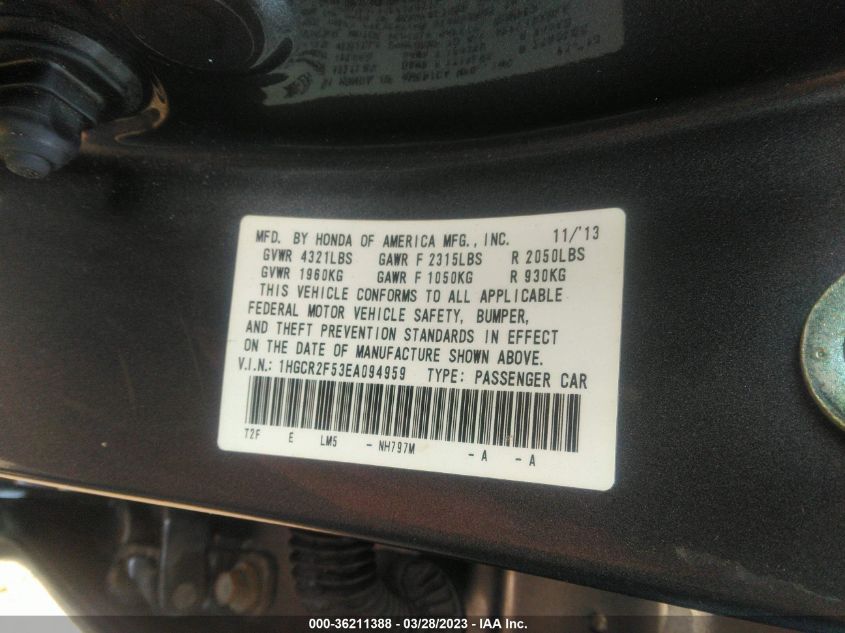 MFD. BY HONDA OF AMERICA MFG., INC. 11/'13
GVWR 4321LBS GAWR F 2315LBS R 2050LBS
GVWR 1960KG GAWR F 1050KG R 930KG
THIS VEHICLE CONFORMS TO ALL APPLICABLE
FEDERAL MOTOR VEHICLE SAFETY, BUMPER,
AND THEFT PREVENTION STANDARDS IN EFFECT
ON THE DATE OF MANUFACTURE SHOWN ABOVE.
V.I.N.: 1HGCR2F53EA094959 TYPE: PASSENGER CAR
T2F E LM5 - NH797M - A - A
000-36211388 - 03/28/2023 - IAA Inc.